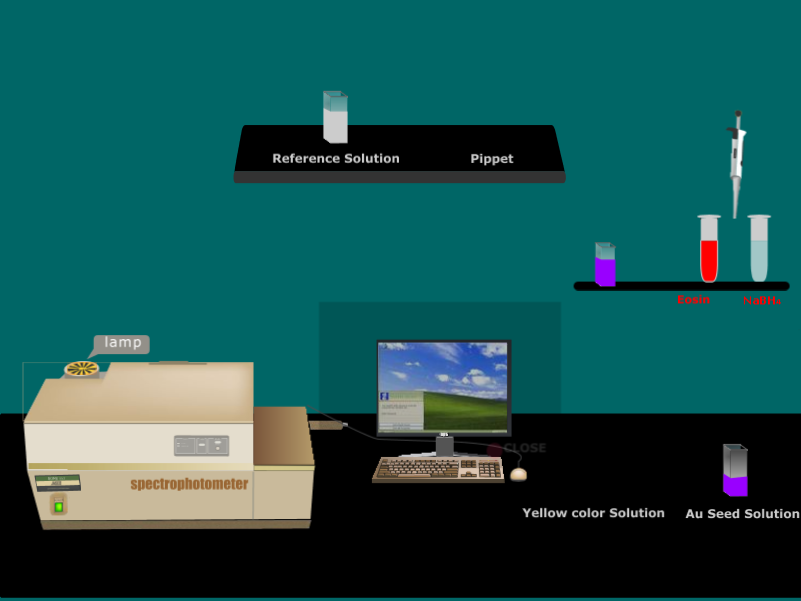 Reference Solution
Pippet
Eosin
NaBH₄
lamp
CLOSE
spectrophotometer
Yellow color Solution
Au Seed Solution